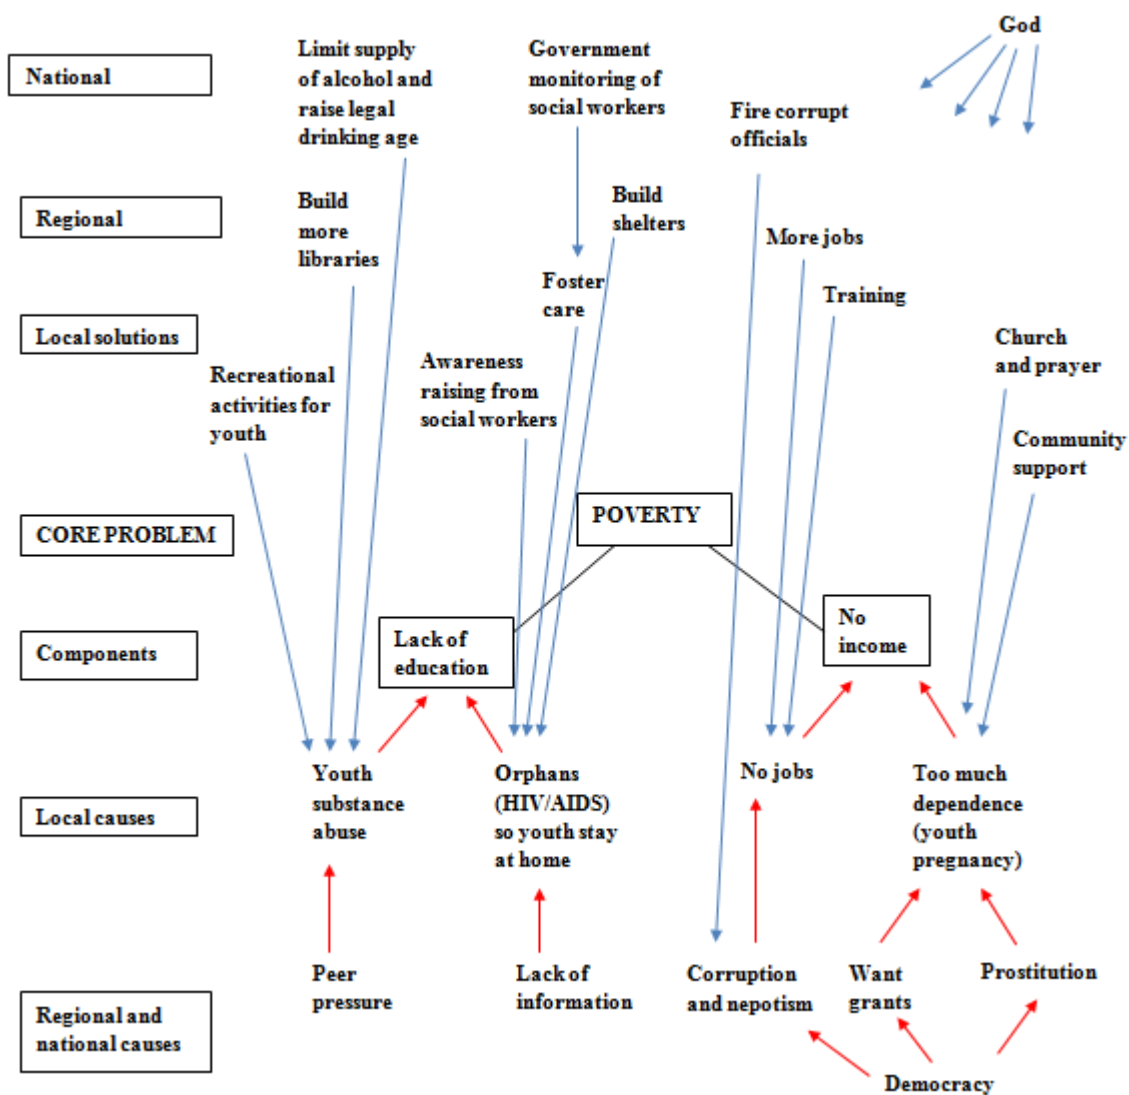 God
Limit supply
of alcohol and
raise legal
drinking age
Government
monitoring of
social workers
National
Fire corrupt
officials
Build
more
libraries
Build
shelters
Regional
More jobs
Foster
care
Training
Local solutions
Church
and prayer
Recreational
activities for
youth
Awareness
raising from
social workers
Community
support
POVERTY
CORE PROBLEM
No
income
Lack of
education
Components
Youth
substance
abuse
Orphans
(HIV/AIDS)
so youth stay
at home
No jobs
Too much
dependence
(youth
pregnancy)
Local causes
Peer
pressure
Lack of
information
Corruption
and nepotism
Want
grants
Prostitution
Regional and
national causes
Democracy